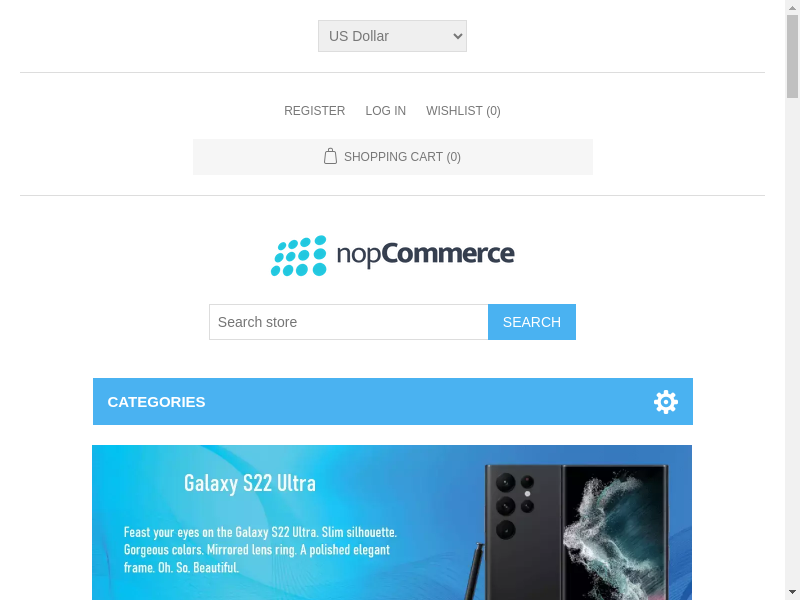 US Dollar
REGISTER LOG IN WISHLIST (0)
SHOPPING CART (0)
nopCommerce
Search store SEARCH
CATEGORIES
Galaxy S22 Ultra
Feast your eyes on the Galaxy S22 Ultra. Slim silhouette.
Gorgeous colors. Mirrored lens ring. A polished elegant
frame. Oh. So. Beautiful.